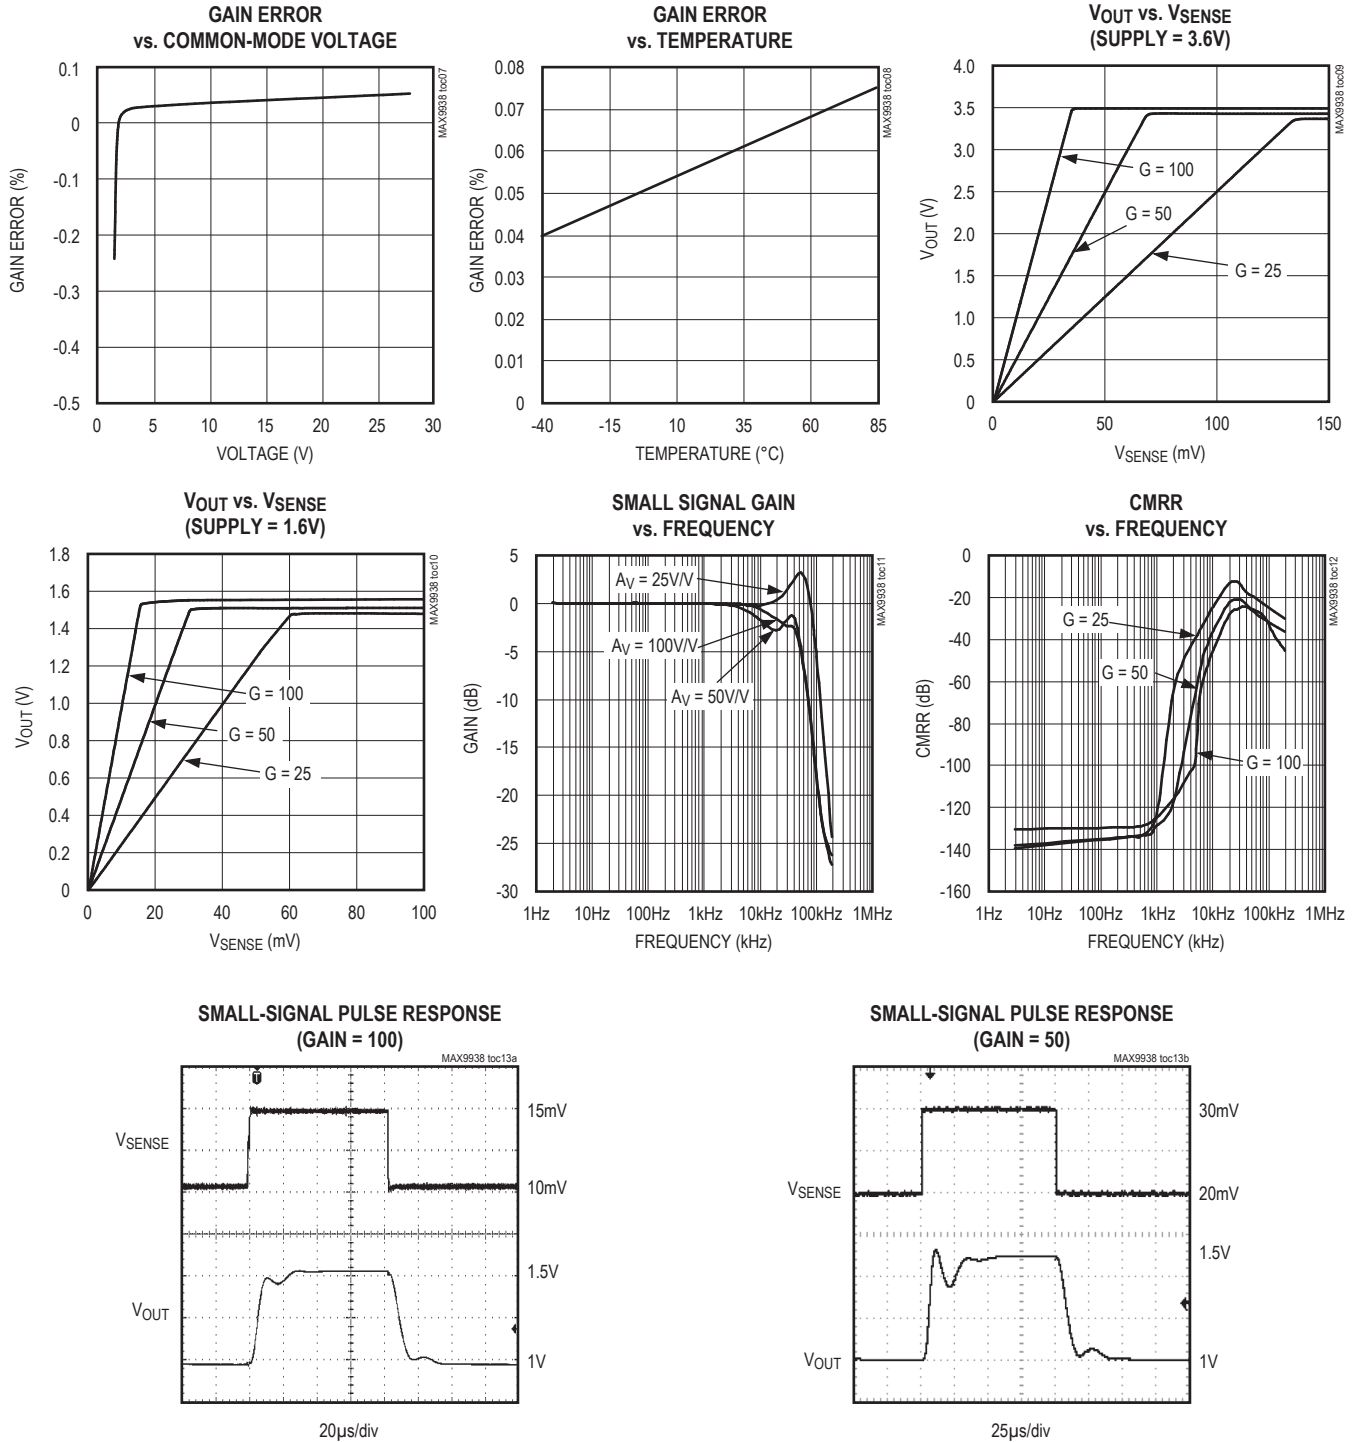 GAIN ERROR
vs. COMMON-MODE VOLTAGE
MAX9938 toc07
0.1
0
-0.1
-0.2
-0.3
-0.4
-0.5
GAIN ERROR (%)
0 5 10 15 20 25 30
VOLTAGE (V)
GAIN ERROR
vs. TEMPERATURE
MAX9938 toc08
0.08
0.07
0.06
0.05
0.04
0.03
0.02
0.01
0
GAIN ERROR (%)
-40 -15 10 35 60 85
TEMPERATURE (°C)
VOUT vs. VSENSE
(SUPPLY = 3.6V)
MAX9938 toc09
4.0
3.5
3.0
2.5
2.0
1.5
1.0
0.5
0
VOUT (V)
G = 100
G = 50
G = 25
0 50 100 150
VSENSE (mV)
VOUT vs. VSENSE
(SUPPLY = 1.6V)
MAX9938 toc10
1.8
1.6
1.4
1.2
1.0
0.8
0.6
0.4
0.2
0
VOUT (V)
G = 100
G = 50
G = 25
0 20 40 60 80 100
VSENSE (mV)
SMALL SIGNAL GAIN
vs. FREQUENCY
MAX9938 toc11
5
0
-5
-10
-15
-20
-25
-30
GAIN (dB)
AV = 25V/V
AV = 100V/V
AV = 50V/V
1Hz 10Hz 100Hz 1kHz 10kHz 100kHz 1MHz
FREQUENCY (kHz)
CMRR
vs. FREQUENCY
MAX9938 toc12
0
-20
-40
-60
-80
-100
-120
-140
-160
CMRR (dB)
G = 25
G = 50
G = 100
1Hz 10Hz 100Hz 1kHz 10kHz 100kHz 1MHz
FREQUENCY (kHz)
SMALL-SIGNAL PULSE RESPONSE
(GAIN = 100)
MAX9938 toc13a
T
15mV
VSENSE
10mV
1.5V
VOUT
1V
20µs/div
SMALL-SIGNAL PULSE RESPONSE
(GAIN = 50)
MAX9938 toc13b
30mV
VSENSE
20mV
1.5V
VOUT
1V
25µs/div